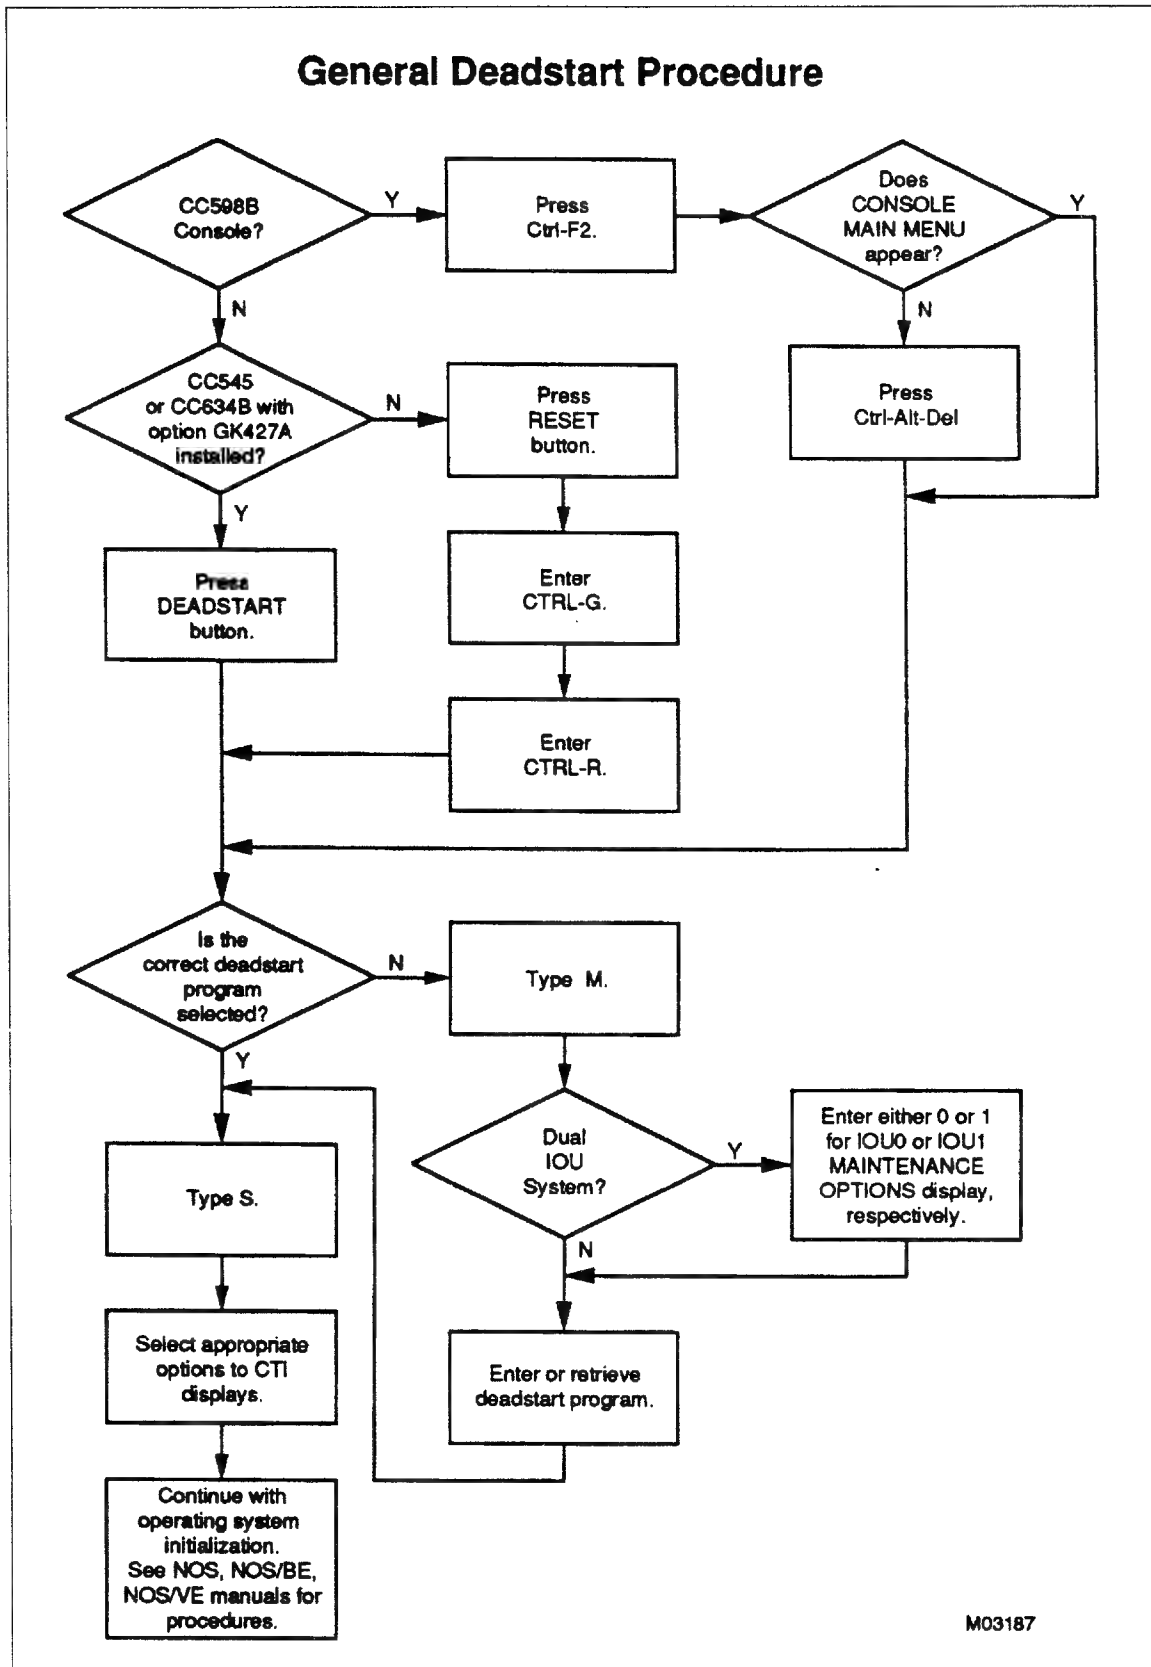 General Deadstart Procedure
CC598B
Console?
Y
Press
Ctrl-F2.
Does
CONSOLE
MAIN MENU
appear?
Y
N
N
CC545
or CC634B with
option GK427A
installed?
N
Press
RESET
button.
Press
Ctrl-Alt-Del
Y
Press
DEADSTART
button.
Enter
CTRL-G.
Enter
CTRL-R.
Is the
correct deadstart
program
selected?
N
Type M.
Y
Dual
IOU
System?
Y
Enter either 0 or 1
for IOU0 or IOU1
MAINTENANCE
OPTIONS display,
respectively.
Type S.
N
Select appropriate
options to CTI
displays.
Enter or retrieve
deadstart program.
Continue with
operating system
initialization.
See NOS, NOS/BE,
NOS/VE manuals for
procedures.
M03187